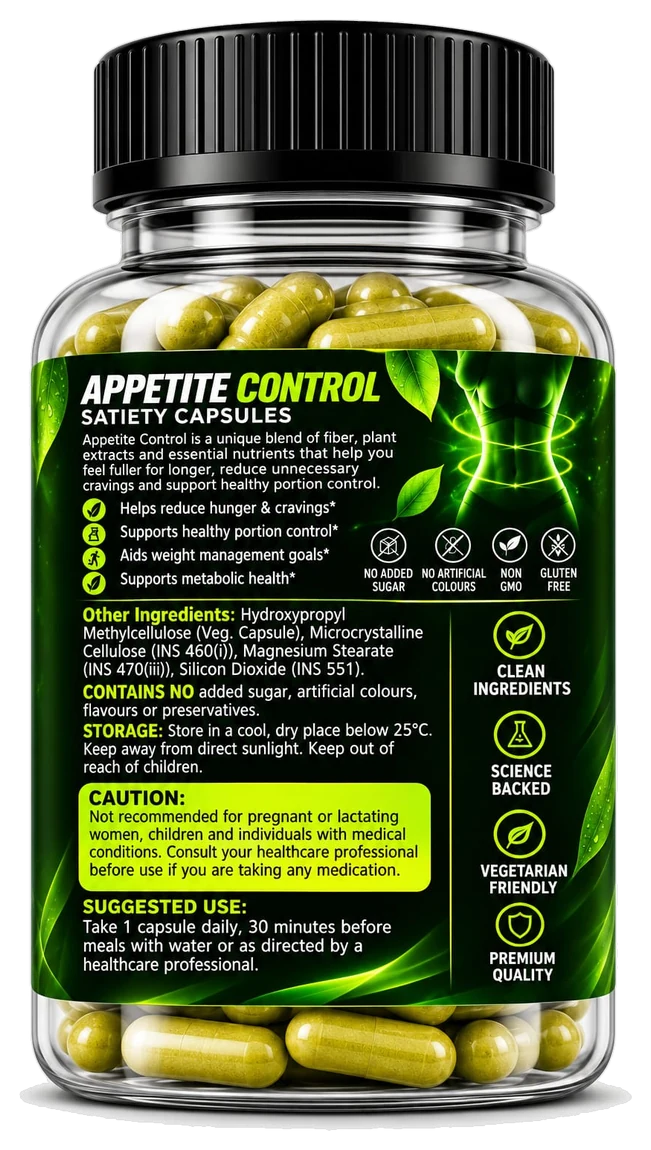 APPETITE CONTROL
SATIETY CAPSULES
Appetite Control is a unique blend of fiber, plant
extracts and essential nutrients that help you
feel fuller for longer, reduce unnecessary
cravings and support healthy portion control.
Helps reduce hunger & cravings*
Supports healthy portion control*
Aids weight management goals*
Supports metabolic health*
NO ADDED
SUGAR
NO ARTIFICIAL
COLOURS
NON
GMO
GLUTEN
FREE
Other Ingredients: Hydroxypropyl
Methylcellulose (Veg. Capsule), Microcrystalline
Cellulose (INS 460(i)), Magnesium Stearate
(INS 470(iii)), Silicon Dioxide (INS 551).
CONTAINS NO added sugar, artificial colours,
flavours or preservatives.
STORAGE: Store in a cool, dry place below 25°C.
Keep away from direct sunlight. Keep out of
reach of children.
CAUTION:
Not recommended for pregnant or lactating
women, children and individuals with medical
conditions. Consult your healthcare professional
before use if you are taking any medication.
SUGGESTED USE:
Take 1 capsule daily, 30 minutes before
meals with water or as directed by a
healthcare professional.
CLEAN
INGREDIENTS
SCIENCE
BACKED
VEGETARIAN
FRIENDLY
PREMIUM
QUALITY